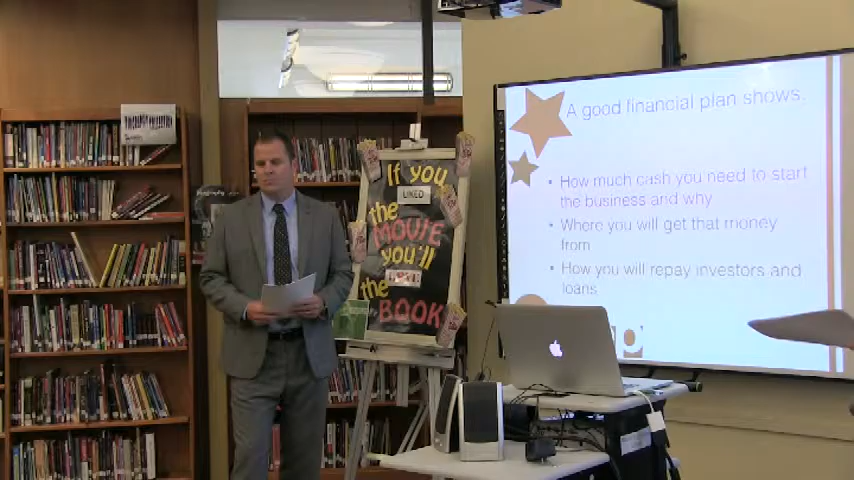 If you
LIKED
the
MOVIE
you'll
the
BOOK
A good financial plan shows.
• How much cash you need to start
the business and why
• Where you will get that money
from
• How you will repay investors and
loans